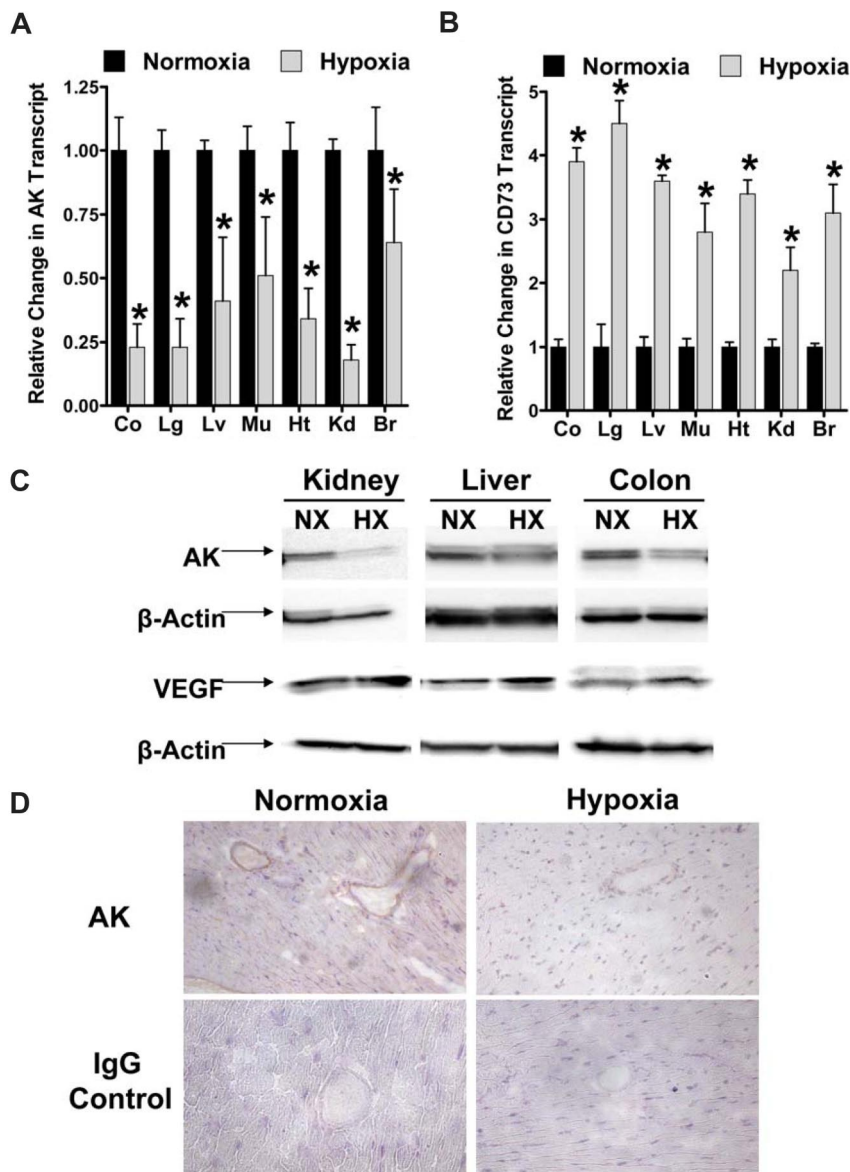 A
Normoxia Hypoxia
Relative Change in AK Transcript
1.25
1.00
0.75
0.50
0.25
0.00
* * * * * * *
Co Lg Lv Mu Ht Kd Br
B
Normoxia Hypoxia
Relative Change in CD73 Transcript
5
4
3
2
1
0
* * * * * * *
Co Lg Lv Mu Ht Kd Br
C
Kidney Liver Colon
NX HX NX HX NX HX
AK
β-Actin
VEGF
β-Actin
D
Normoxia Hypoxia
AK
IgG
Control